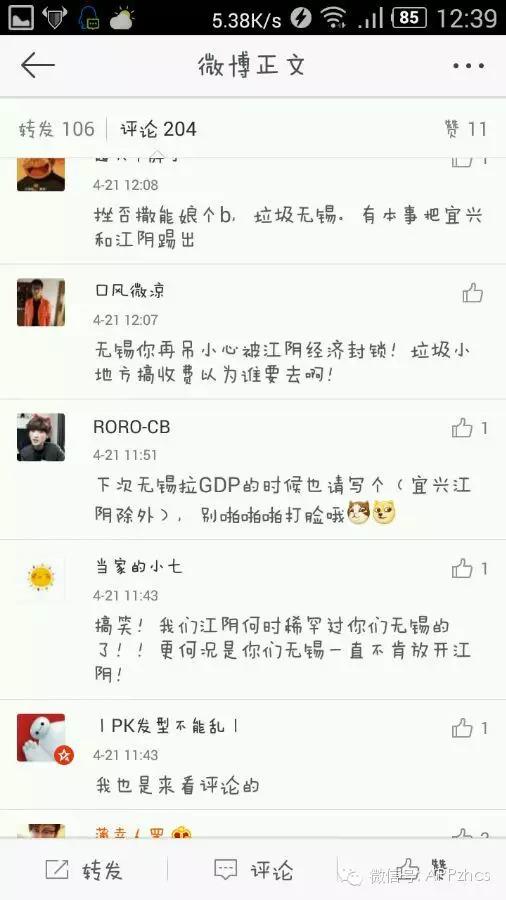 5.38K/s 85 12:39
微博正文
转发 106 评论 204 赞 11
4-21 12:08
挫否撒能娘个b，垃圾无锡。有本事把宜兴
和江阴踢出
口风微凉
4-21 12:07
无锡你再吊小心被江阴经济封锁！垃圾小
地方搞收费以为谁要去啊！
RORO-CB
1
4-21 11:51
下次无锡拉GDP的时候也请写个（宜兴江
阴除外），别啪啪啪打脸哦
当家的小七
1
4-21 11:43
搞笑！我们江阴何时稀罕过你们无锡的
了！！更何况是你们无锡一直不肯放开江
阴！
丨PK发型不能乱丨
1
4-21 11:43
我也是来看评论的
转发 评论 赞
微信号: APPzhcs